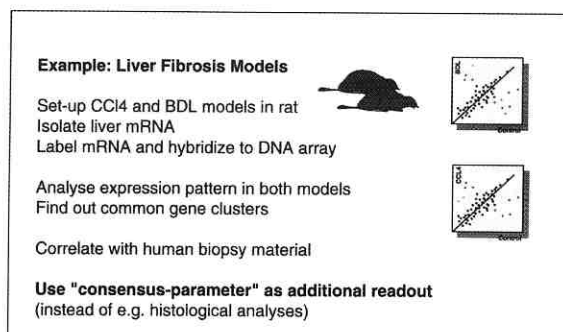 Example: Liver Fibrosis Models
Set-up CCl4 and BDL models in rat
Isolate liver mRNA
Label mRNA and hybridize to DNA array
Analyse expression pattern in both models
Find out common gene clusters
Correlate with human biopsy material
Use "consensus-parameter" as additional readout
(instead of e.g. histological analyses)
BDL
Control
CCL4
Control